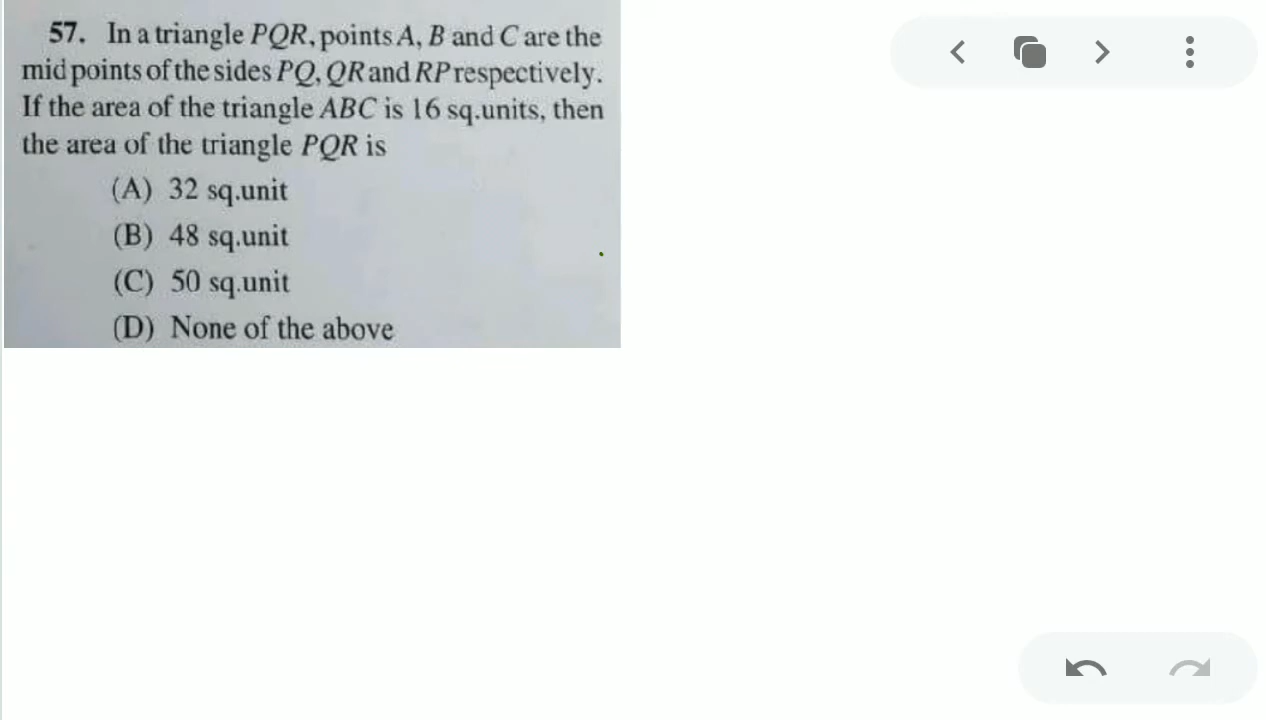 57. In a triangle PQR, points A, B and C are the
mid points of the sides PQ, QR and RP respectively.
If the area of the triangle ABC is 16 sq.units, then
the area of the triangle PQR is
(A) 32 sq.unit
(B) 48 sq.unit
(C) 50 sq.unit
(D) None of the above